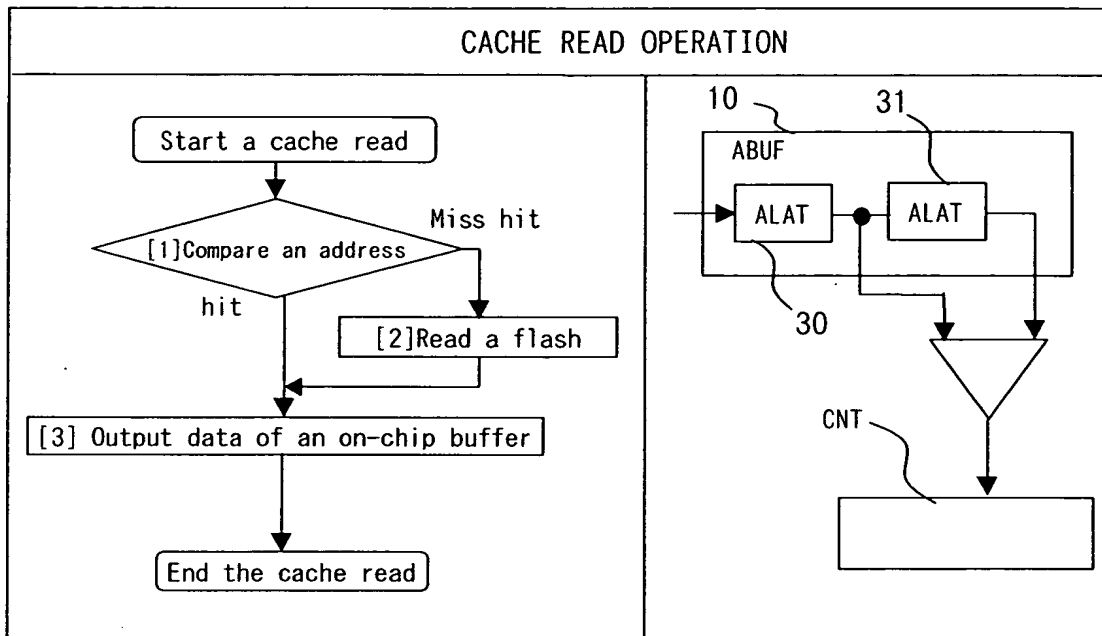 CACHE READ OPERATION
Start a cache read
[1]Compare an address
Miss hit
hit
[2]Read a flash
[3] Output data of an on-chip buffer
End the cache read
10
31
ABUF
ALAT
ALAT
30
CNT